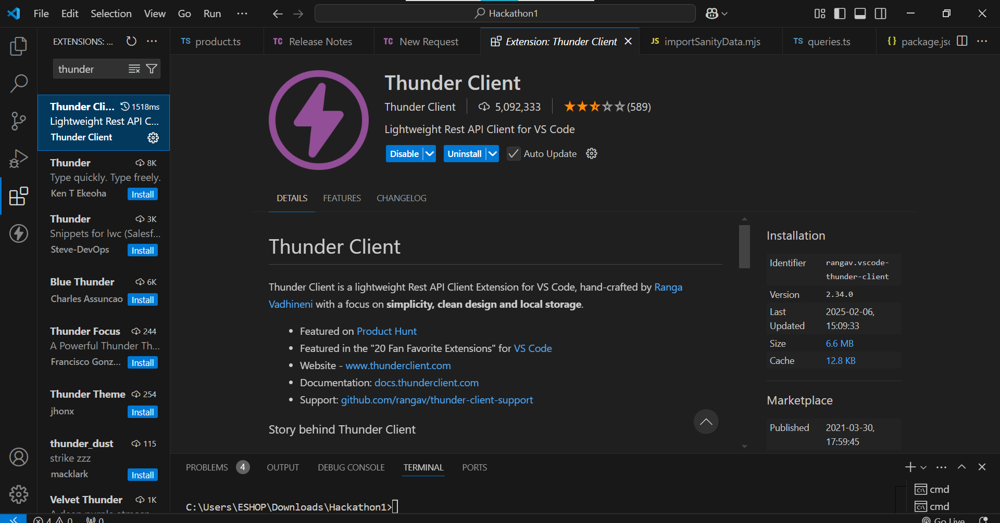 File Edit Selection View Go Run ··· Hackathon1
EXTENSIONS: ...
TS product.ts
TC Release Notes
TC New Request
Extension: Thunder Client
JS importSanityData.mjs
TS queries.ts
{} package.jsc
thunder
Thunder Cli... 1518ms
Lightweight Rest API C...
Thunder Client
Thunder 8K
Type quickly. Type freely.
Ken T Ekeoha Install
Thunder 3K
Snippets for lwc (Salesf...
Steve-DevOps Install
Blue Thunder 6K
Charles Assuncao Install
Thunder Focus 244
A Powerful Thunder Th...
Francisco Gonz... Install
Thunder Theme 254
jhonx Install
thunder_dust 115
strike zzz
macklark Install
Velvet Thunder 1K
Thunder Client
Thunder Client 5,092,333 (589)
Lightweight Rest API Client for VS Code
Disable Uninstall Auto Update
DETAILS FEATURES CHANGELOG
Thunder Client
Thunder Client is a lightweight Rest API Client Extension for VS Code, hand-crafted by Ranga
Vadhineni with a focus on simplicity, clean design and local storage.
• Featured on Product Hunt
• Featured in the "20 Fan Favorite Extensions" for VS Code
• Website - www.thunderclient.com
• Documentation: docs.thunderclient.com
• Support: github.com/rangav/thunder-client-support
Story behind Thunder Client
Installation
Identifier rangav.vscode-
thunder-client
Version 2.34.0
Last 2025-02-06,
Updated 15:09:33
Size 6.6 MB
Cache 12.8 KB
Marketplace
Published 2021-03-30,
17:59:45
PROBLEMS 4 OUTPUT DEBUG CONSOLE TERMINAL PORTS
C:\Users\ESHOP\Downloads\Hackathon1>
cmd
cmd
4 0 0 Go Live